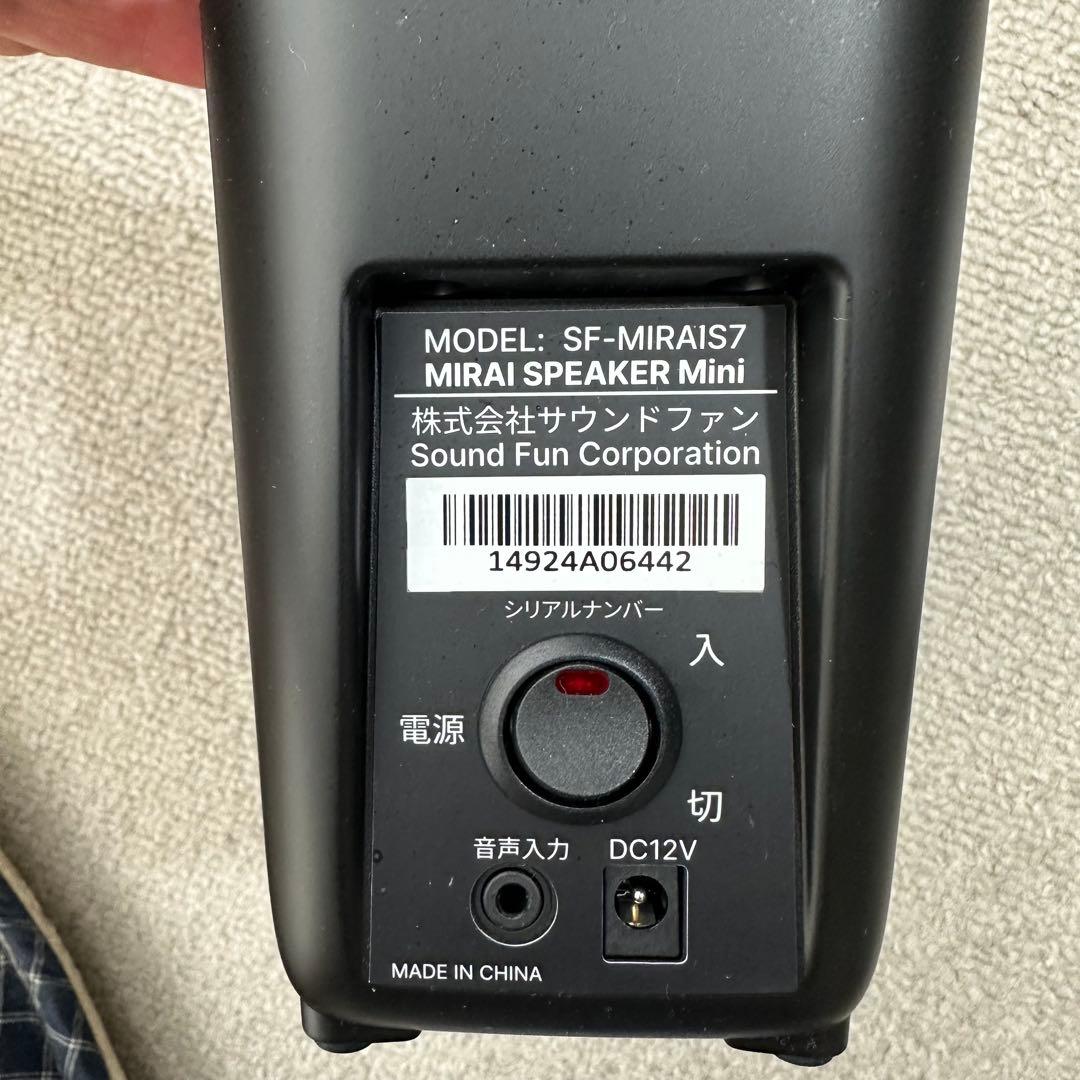 MODEL: SF-MIRAIS7
MIRAI SPEAKER Mini
株式会社サウンドファン
Sound Fun Corporation
14924A06442
シリアルナンバー
入
電源
切
音声入力 DC12V
MADE IN CHINA